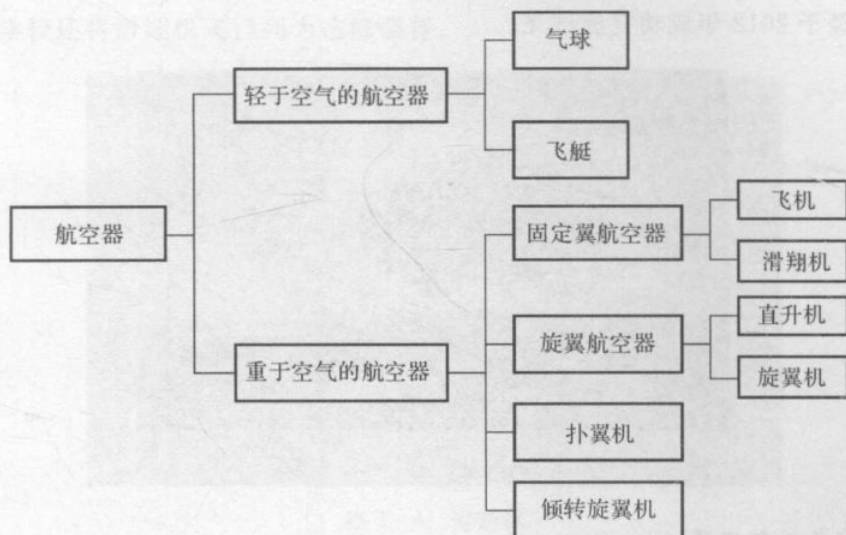 气球
轻于空气的航空器
飞艇
航空器
固定翼航空器
飞机
滑翔机
重于空气的航空器
旋翼航空器
直升机
旋翼机
扑翼机
倾转旋翼机